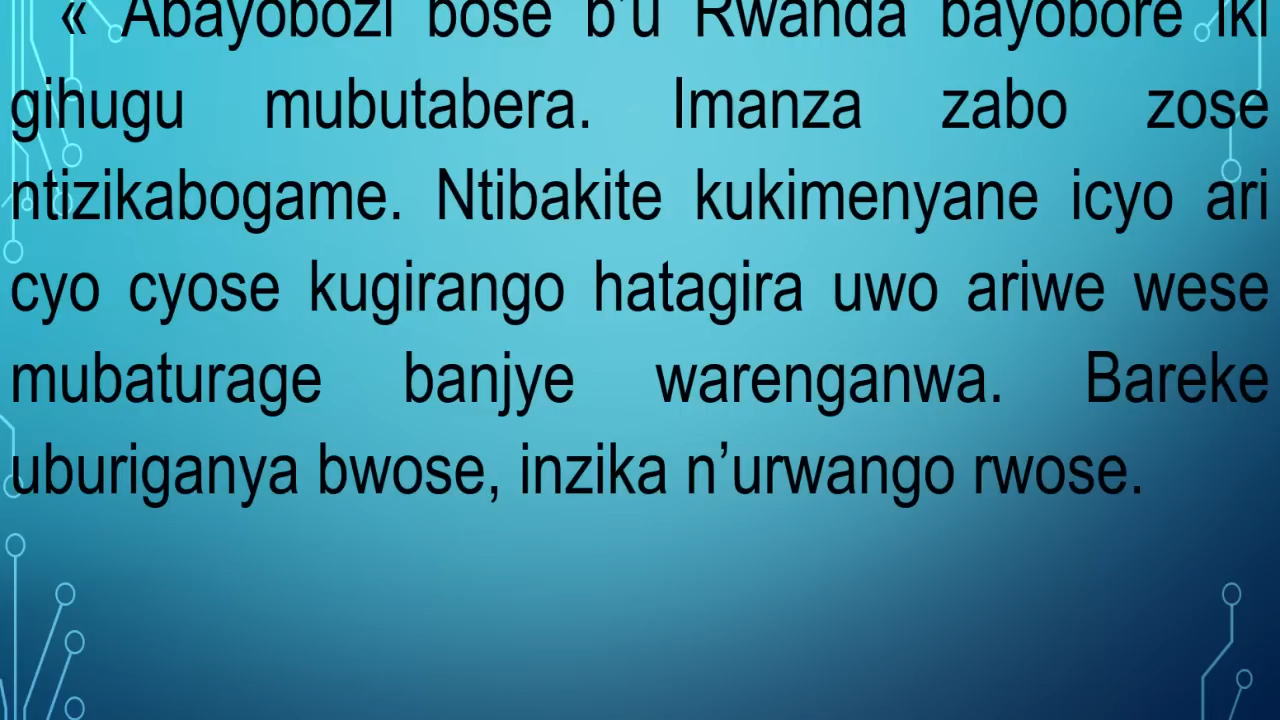 « Abayobozi bose b’u Rwanda bayobore iki
gihugu mubutabera. Imanza zabo zose
ntizikabogame. Ntibakite kukimenyane icyo ari
cyo cyose kugirango hatagira uwo ariwe wese
mubaturage banjye warenganwa. Bareke
uburiganya bwose, inzika n’urwango rwose.